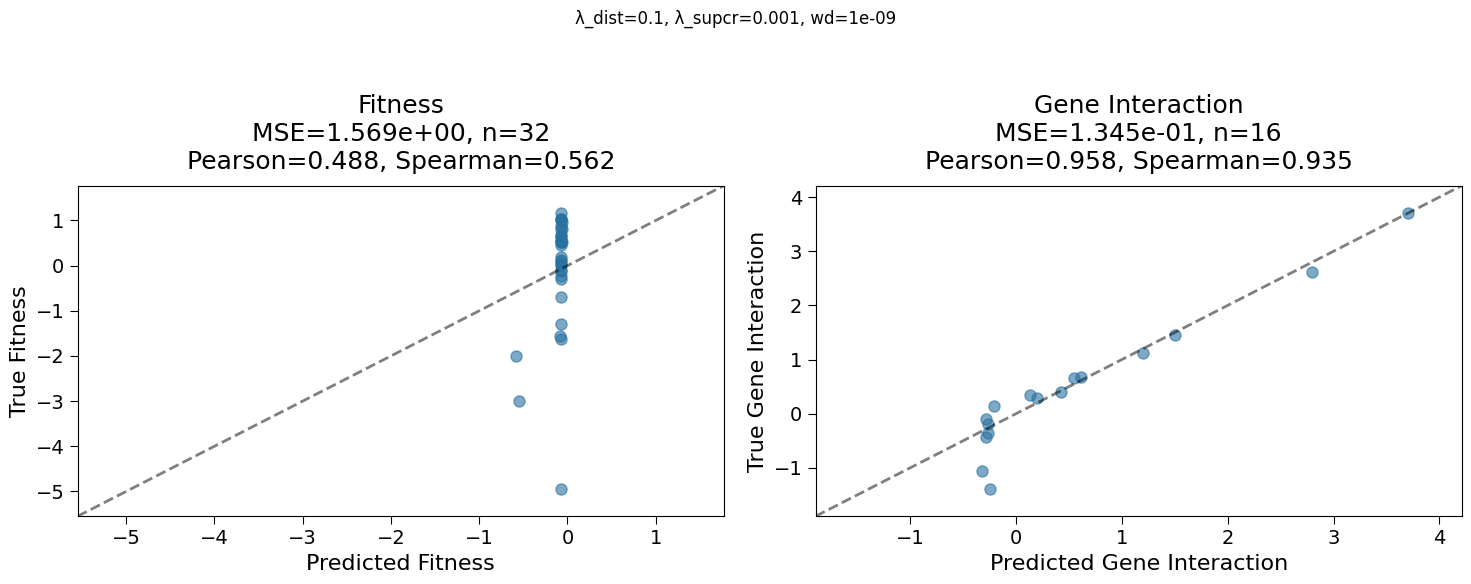 λ_dist=0.1, λ_supcr=0.001, wd=1e-09
Fitness
MSE=1.569e+00, n=32
Pearson=0.488, Spearman=0.562
True Fitness
1
0
−1
−2
−3
−4
−5
−5
−4
−3
−2
−1
0
1
Predicted Fitness
Gene Interaction
MSE=1.345e-01, n=16
Pearson=0.958, Spearman=0.935
True Gene Interaction
4
3
2
1
0
−1
−1
0
1
2
3
4
Predicted Gene Interaction